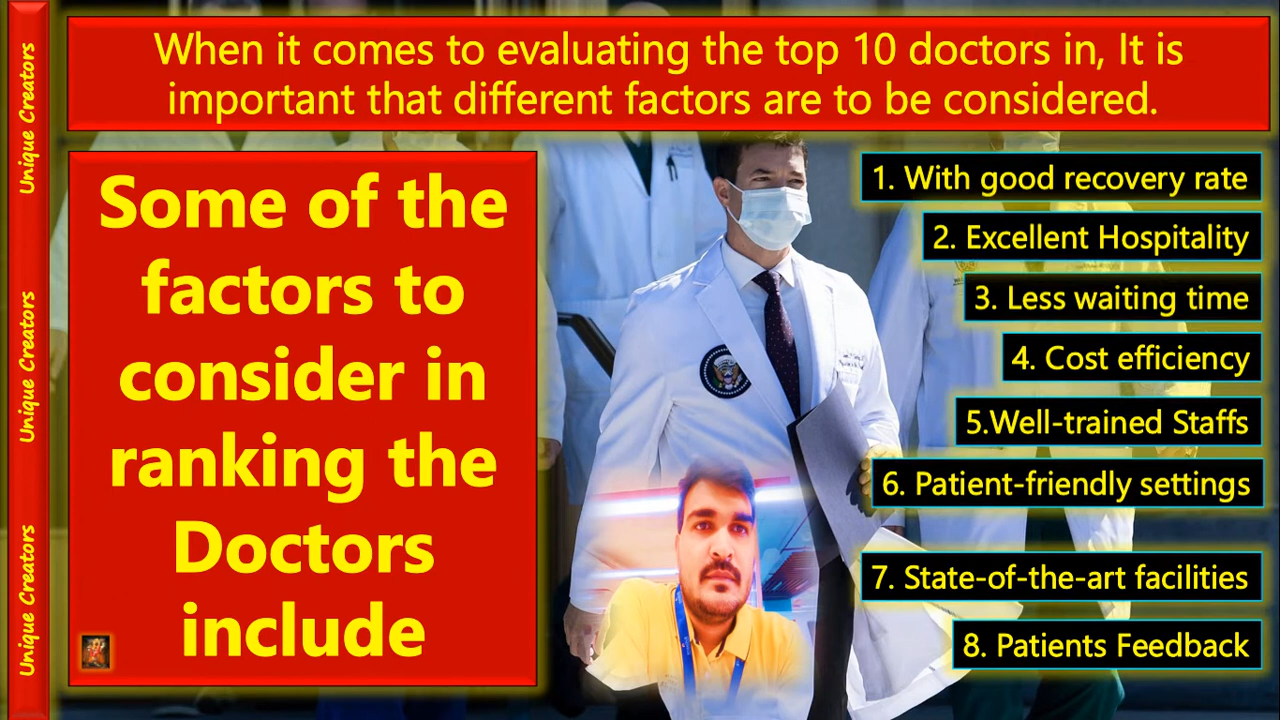 When it comes to evaluating the top 10 doctors in, It is
important that different factors are to be considered.
Some of the
factors to
consider in
ranking the
Doctors
include
1. With good recovery rate
2. Excellent Hospitality
3. Less waiting time
4. Cost efficiency
5.Well-trained Staffs
6. Patient-friendly settings
7. State-of-the-art facilities
8. Patients Feedback
Unique Creators
Unique Creators
Unique Creators